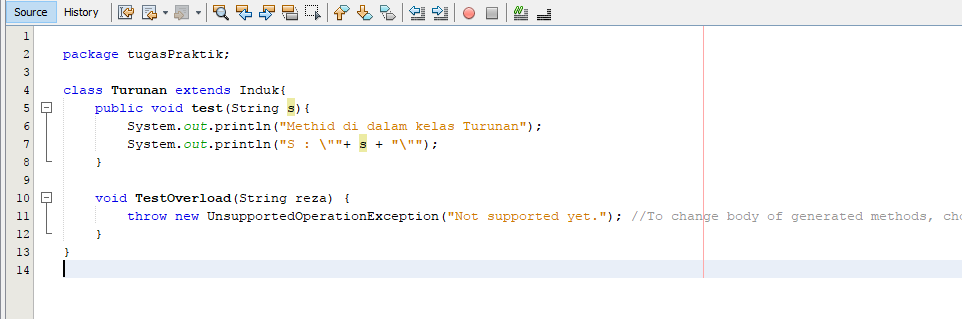 Source History
1
2 package tugasPraktik;
3
4 class Turunan extends Induk{
5 public void test(String s){
6 System.out.println("Methid di dalam kelas Turunan");
7 System.out.println("S : \""+ s + "\"");
8 }
9
10 void TestOverload(String reza) {
11 throw new UnsupportedOperationException("Not supported yet."); //To change body of generated methods, cho
12 }
13 }
14